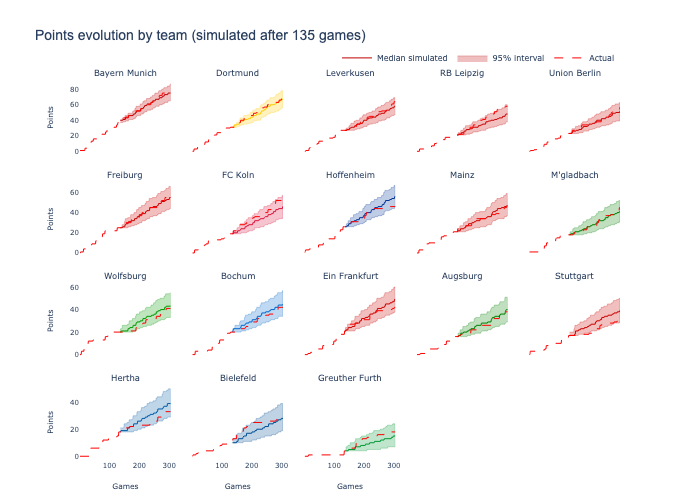 Points evolution by team (simulated after 135 games)
Median simulated 95% interval Actual
Bayern Munich Dortmund Leverkusen RB Leipzig Union Berlin
80
60
40
20
0
Points
Freiburg FC Koln Hoffenheim Mainz M'gladbach
60
40
20
0
Points
Wolfsburg Bochum Ein Frankfurt Augsburg Stuttgart
60
40
20
0
Points
Hertha Bielefeld Greuther Furth
40
20
0
Points
100 200 300 100 200 300 100 200 300
Games Games Games